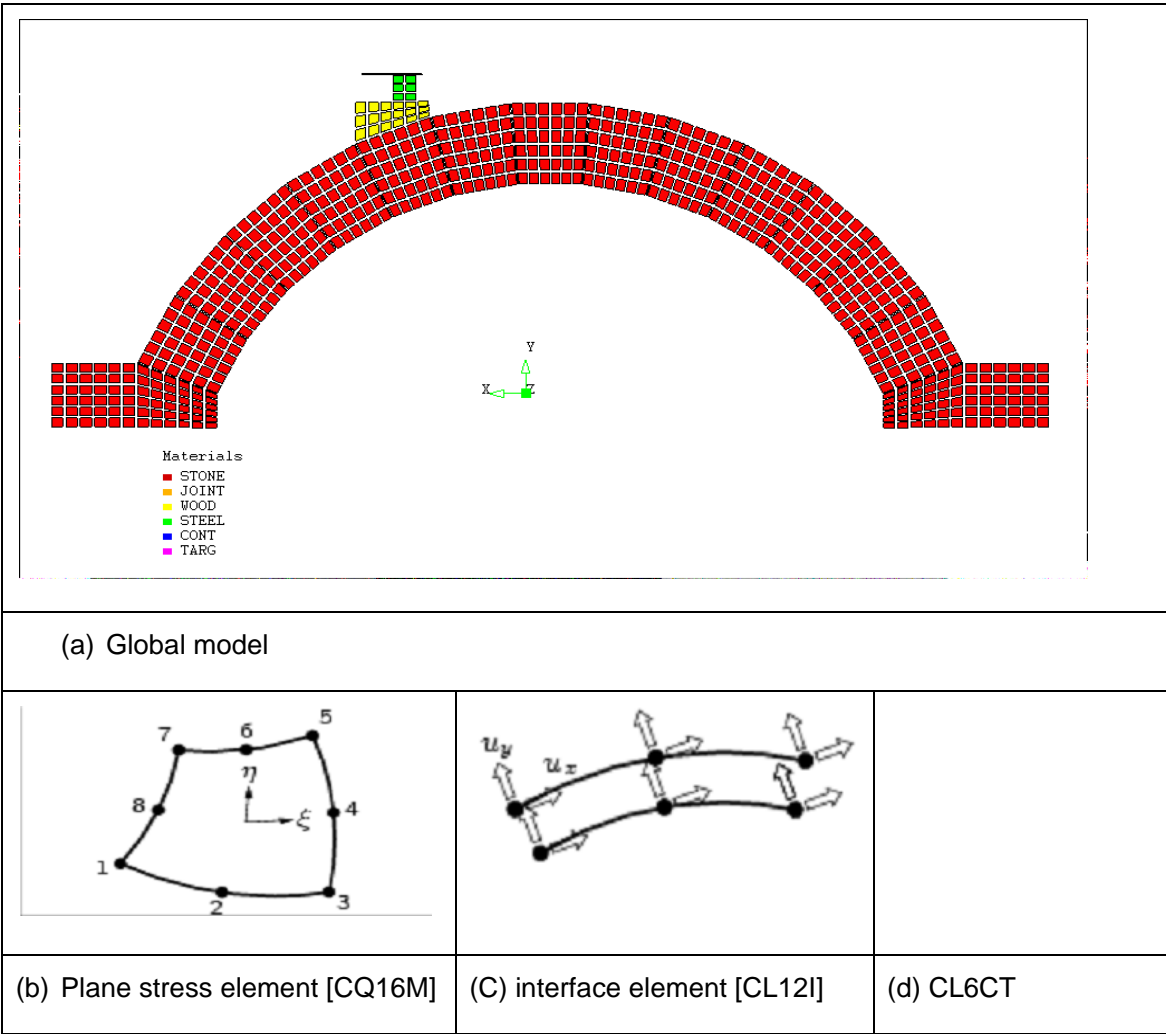 Y
X
Z
Materials
STONE
JOINT
WOOD
STEEL
CONT
TARG
(a) Global model
7 6 5
η
8 ξ 4
1 2 3
u_y u_x
(b) Plane stress element [CQ16M]
(C) interface element [CL12I]
(d) CL6CT